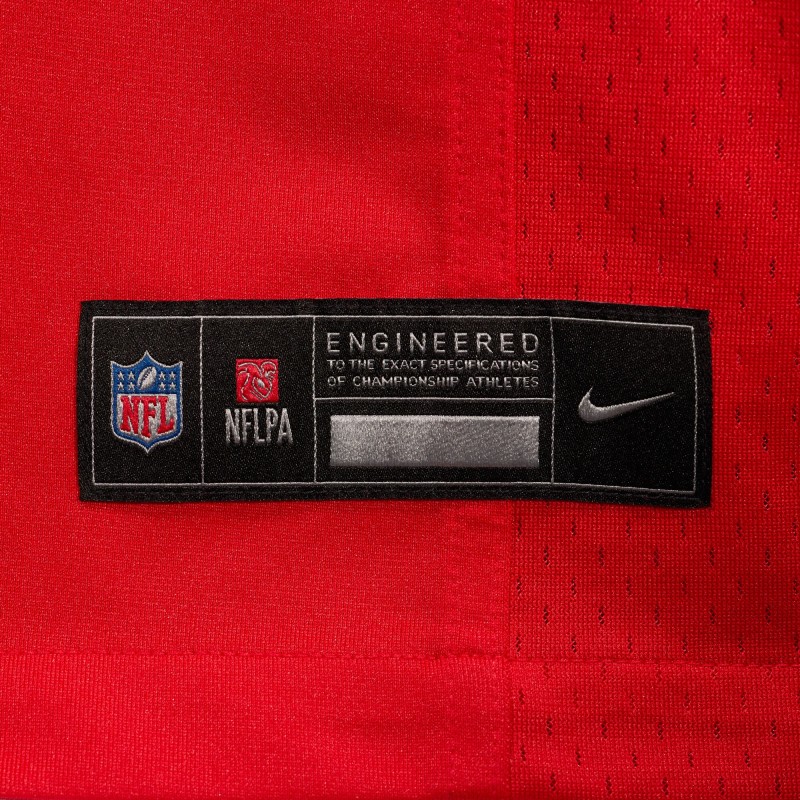 NFL
NFLPA
ENGINEERED
TO THE EXACT SPECIFICATIONS
OF CHAMPIONSHIP ATHLETES